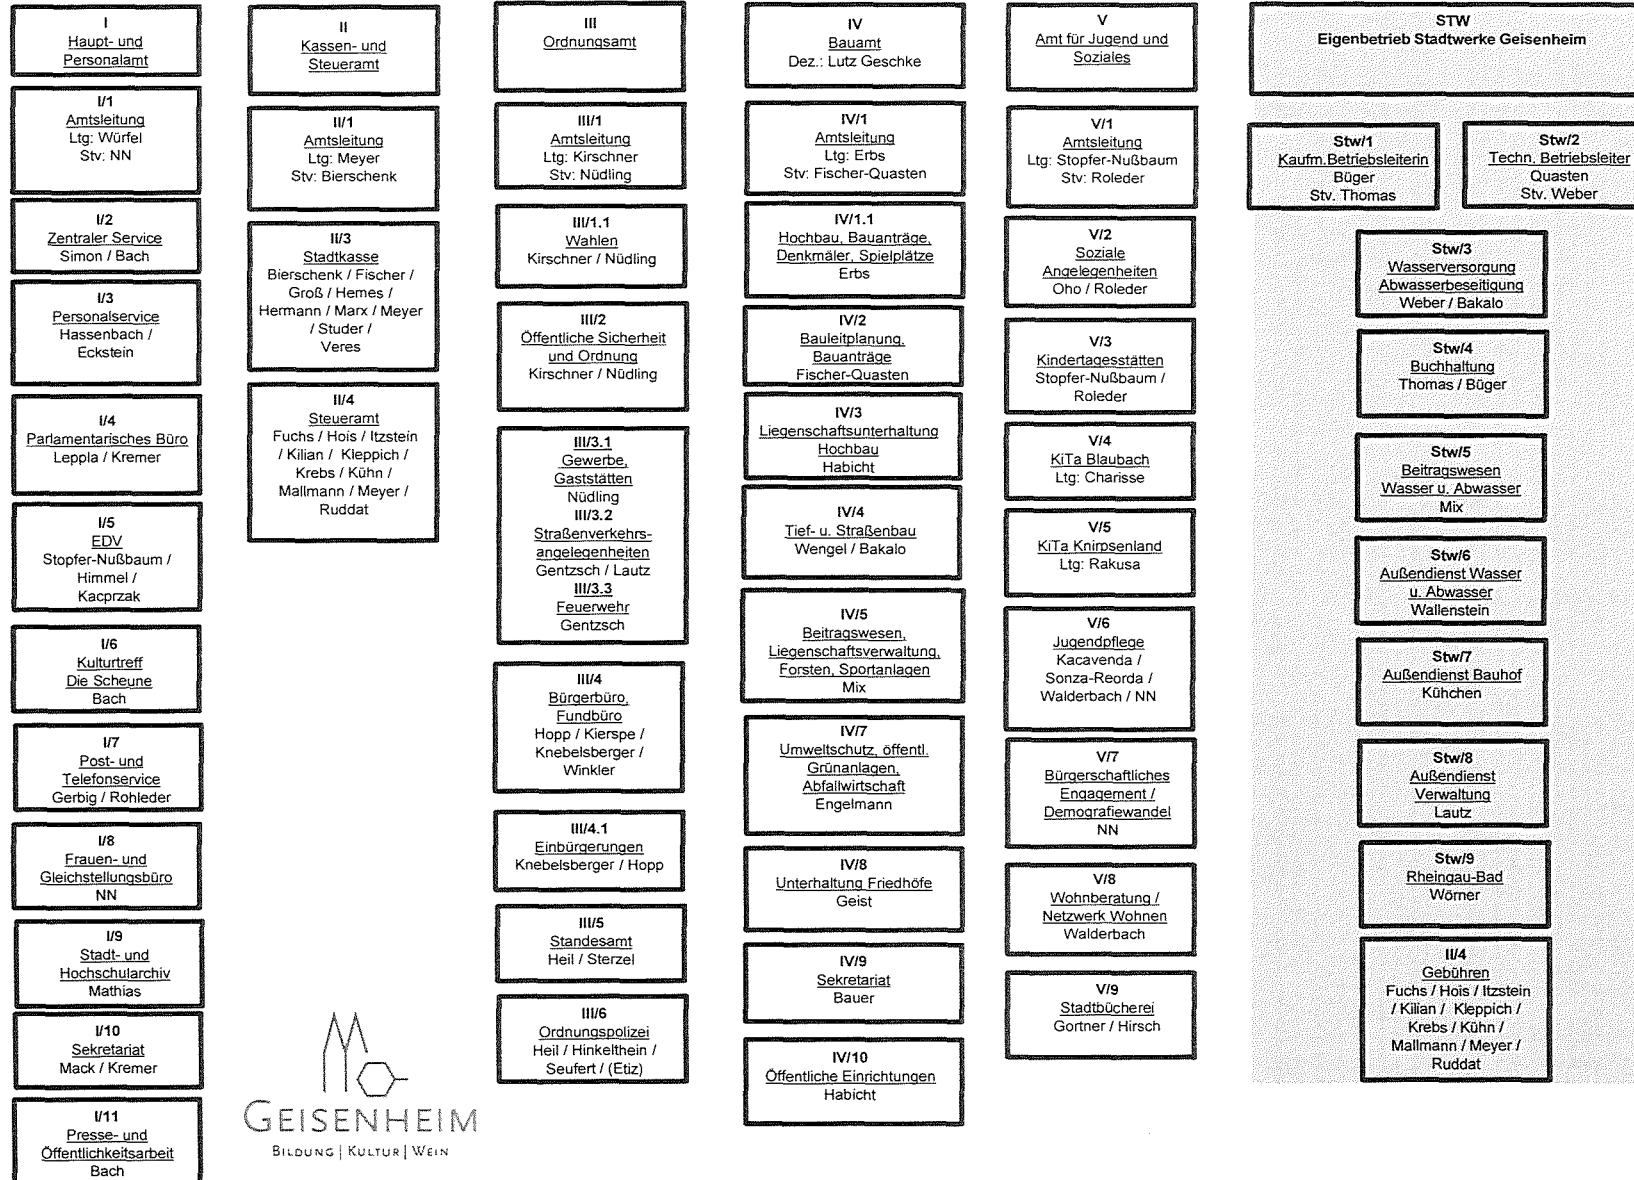 I
Haupt- und
Personalamt
I/1
Amtsleitung
Ltg: Würfel
Stv: NN
I/2
Zentraler Service
Simon / Bach
I/3
Personalservice
Hassenbach /
Eckstein
I/4
Parlamentarisches Büro
Leppla / Kremer
I/5
EDV
Stopfer-Nußbaum /
Himmel /
Kacprzak
I/6
Kulturtreff
Die Scheune
Bach
I/7
Post- und
Telefonservice
Gerbig / Rohleder
I/8
Frauen- und
Gleichstellungsbüro
NN
I/9
Stadt- und
Hochschularchiv
Mathias
I/10
Sekretariat
Mack / Kremer
I/11
Presse- und
Öffentlichkeitsarbeit
Bach
II
Kassen- und
Steueramt
II/1
Amtsleitung
Ltg: Meyer
Stv: Bierschenk
II/3
Stadtkasse
Bierschenk / Fischer /
Groß / Hemes /
Hermann / Marx / Meyer
/ Studer /
Veres
II/4
Steueramt
Fuchs / Hois / Itzstein
/ Kilian / Kleppich /
Krebs / Kühn /
Mallmann / Meyer /
Ruddat
GEISENHEIM
BILDUNG | KULTUR | WEIN
III
Ordnungsamt
III/1
Amtsleitung
Ltg: Kirschner
Stv: Nüdling
III/1.1
Wahlen
Kirschner / Nüdling
III/2
Öffentliche Sicherheit
und Ordnung
Kirschner / Nüdling
III/3.1
Gewerbe,
Gaststätten
Nüdling
III/3.2
Straßenverkehrs-
angelegenheiten
Gentzsch / Lautz
III/3.3
Feuerwehr
Gentzsch
III/4
Bürgerbüro,
Fundbüro
Hopp / Kierspe /
Knebelsberger /
Winkler
III/4.1
Einbürgerungen
Knebelsberger / Hopp
III/5
Standesamt
Heil / Sterzel
III/6
Ordnungspolizei
Heil / Hinkelthein /
Seufert / (Etiz)
IV
Bauamt
Dez.: Lutz Geschke
IV/1
Amtsleitung
Ltg: Erbs
Stv: Fischer-Quasten
IV/1.1
Hochbau, Bauanträge,
Denkmäler, Spielplätze
Erbs
IV/2
Bauleitplanung,
Bauanträge
Fischer-Quasten
IV/3
Liegenschaftsunterhaltung
Hochbau
Habicht
IV/4
Tief- u. Straßenbau
Wengel / Bakalo
IV/5
Beitragswesen,
Liegenschaftsverwaltung,
Forsten, Sportanlagen
Mix
IV/7
Umweltschutz, öffentl.
Grünanlagen,
Abfallwirtschaft
Engelmann
IV/8
Unterhaltung Friedhöfe
Geist
IV/9
Sekretariat
Bauer
IV/10
Öffentliche Einrichtungen
Habicht
V
Amt für Jugend und
Soziales
V/1
Amtsleitung
Ltg: Stopfer-Nußbaum
Stv: Roleder
V/2
Soziale
Angelegenheiten
Oho / Roleder
V/3
Kindertagesstätten
Stopfer-Nußbaum /
Roleder
V/4
KiTa Blaubach
Ltg: Charisse
V/5
KiTa Knirpsenland
Ltg: Rakusa
V/6
Jugendpflege
Kacavenda /
Sonza-Reorda /
Walderbach / NN
V/7
Bürgerschaftliches
Engagement /
Demografiewandel
NN
V/8
Wohnberatung /
Netzwerk Wohnen
Walderbach
V/9
Stadtbücherei
Gortner / Hirsch
STW
Eigenbetrieb Stadtwerke Geisenheim
Stw/1
Kaufm.Betriebsleiterin
Büger
Stv. Thomas
Stw/2
Techn. Betriebsleiter
Quasten
Stv. Weber
Stw/3
Wasserversorgung
Abwasserbeseitigung
Weber / Bakalo
Stw/4
Buchhaltung
Thomas / Büger
Stw/5
Beitragswesen
Wasser u. Abwasser
Mix
Stw/6
Außendienst Wasser
u. Abwasser
Wallenstein
Stw/7
Außendienst Bauhof
Kühchen
Stw/8
Außendienst
Verwaltung
Lautz
Stw/9
Rheingau-Bad
Wörner
II/4
Gebühren
Fuchs / Hois / Itzstein
/ Kilian / Kleppich /
Krebs / Kühn /
Mallmann / Meyer /
Ruddat